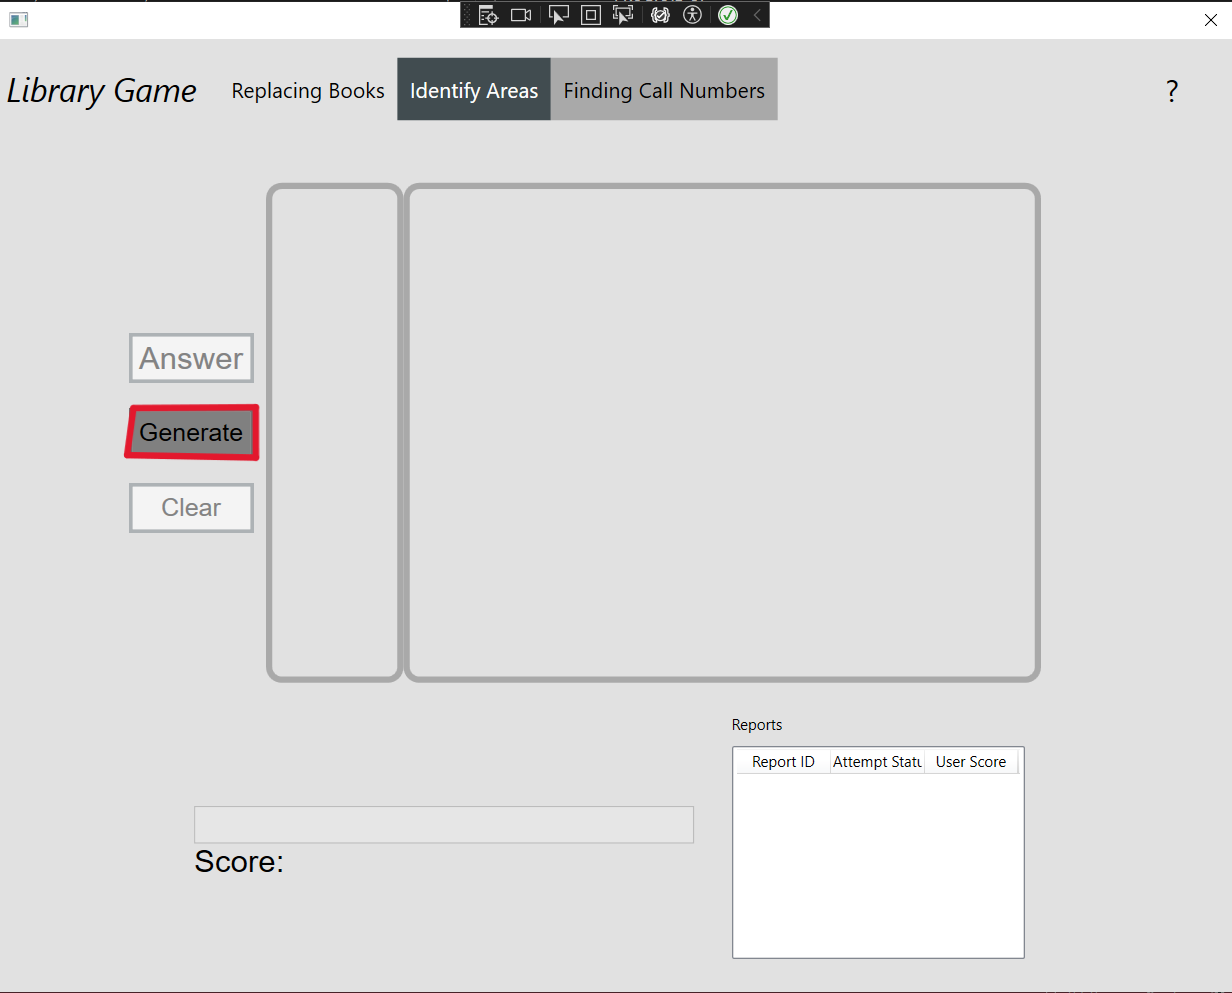 Library Game
Replacing Books
Identify Areas
Finding Call Numbers
?
Answer
Generate
Clear
Reports
Report ID
Attempt Statu
User Score
Score: